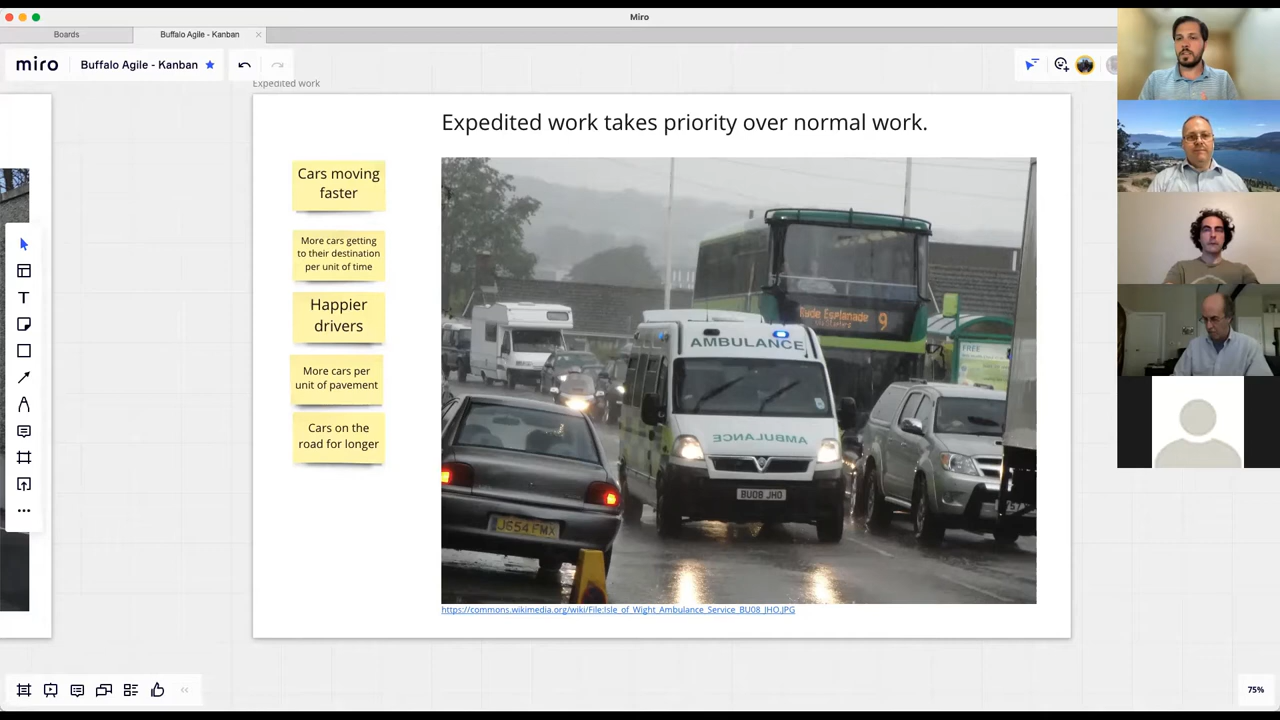 Miro
Boards
Buffalo Agile - Kanban
miro
Buffalo Agile - Kanban
Expedited work
Expedited work takes priority over normal work.
Cars moving
faster
More cars getting
to their destination
per unit of time
Happier
drivers
More cars per
unit of pavement
Cars on the
road for longer
Ryde Esplanade 9
FREE
AMBULANCE
AMBULANCE
BU08 JHO
J654 FMX
https://commons.wikimedia.org/wiki/File:Isle_of_Wight_Ambulance_Service_BU08_JHO.JPG
75%